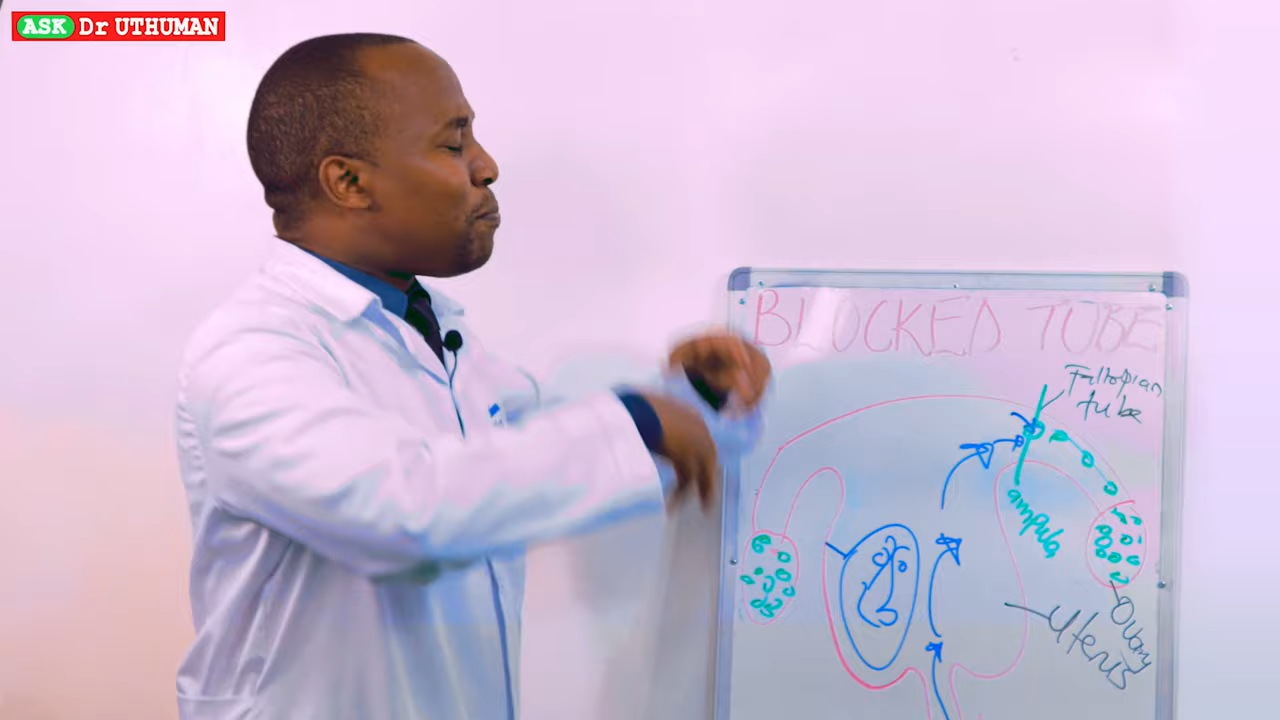 ASK Dr UTHUMAN
BLOCKED TUBE
Fallopian
tube
ampula
Ovary
Uterus